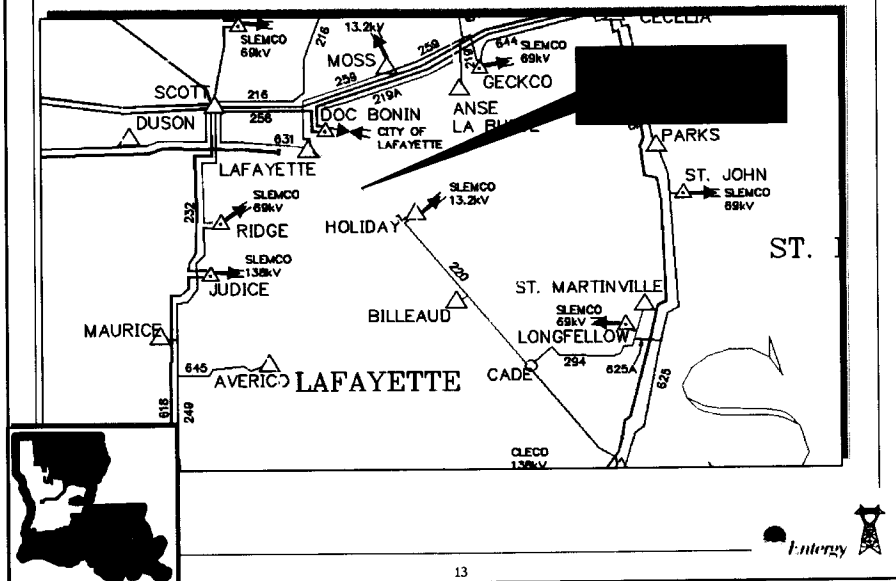 CECELIA
216
13.2kV
SLEMCO
69kV
MOSS
259
259
219A
216
644
SLEMCO
69kV
GECKCO
SCOTT
216
256
DUSON
DOC BONIN
CITY OF
LAFAYETTE
ANSE
LA
631
LAFAYETTE
PARKS
ST. JOHN
SLEMCO
69kV
232
SLEMCO
69kV
RIDGE
SLEMCO
13.2kV
HOLIDAY
ST.
SLEMCO
138kV
JUDICE
220
BILLEAUD
ST. MARTINVILLE
SLEMCO
69kV
LONGFELLOW
MAURICE
645
AVERICO
LAFAYETTE
CADE
294
625A
625
618
249
CLECO
138kV
Entergy
13